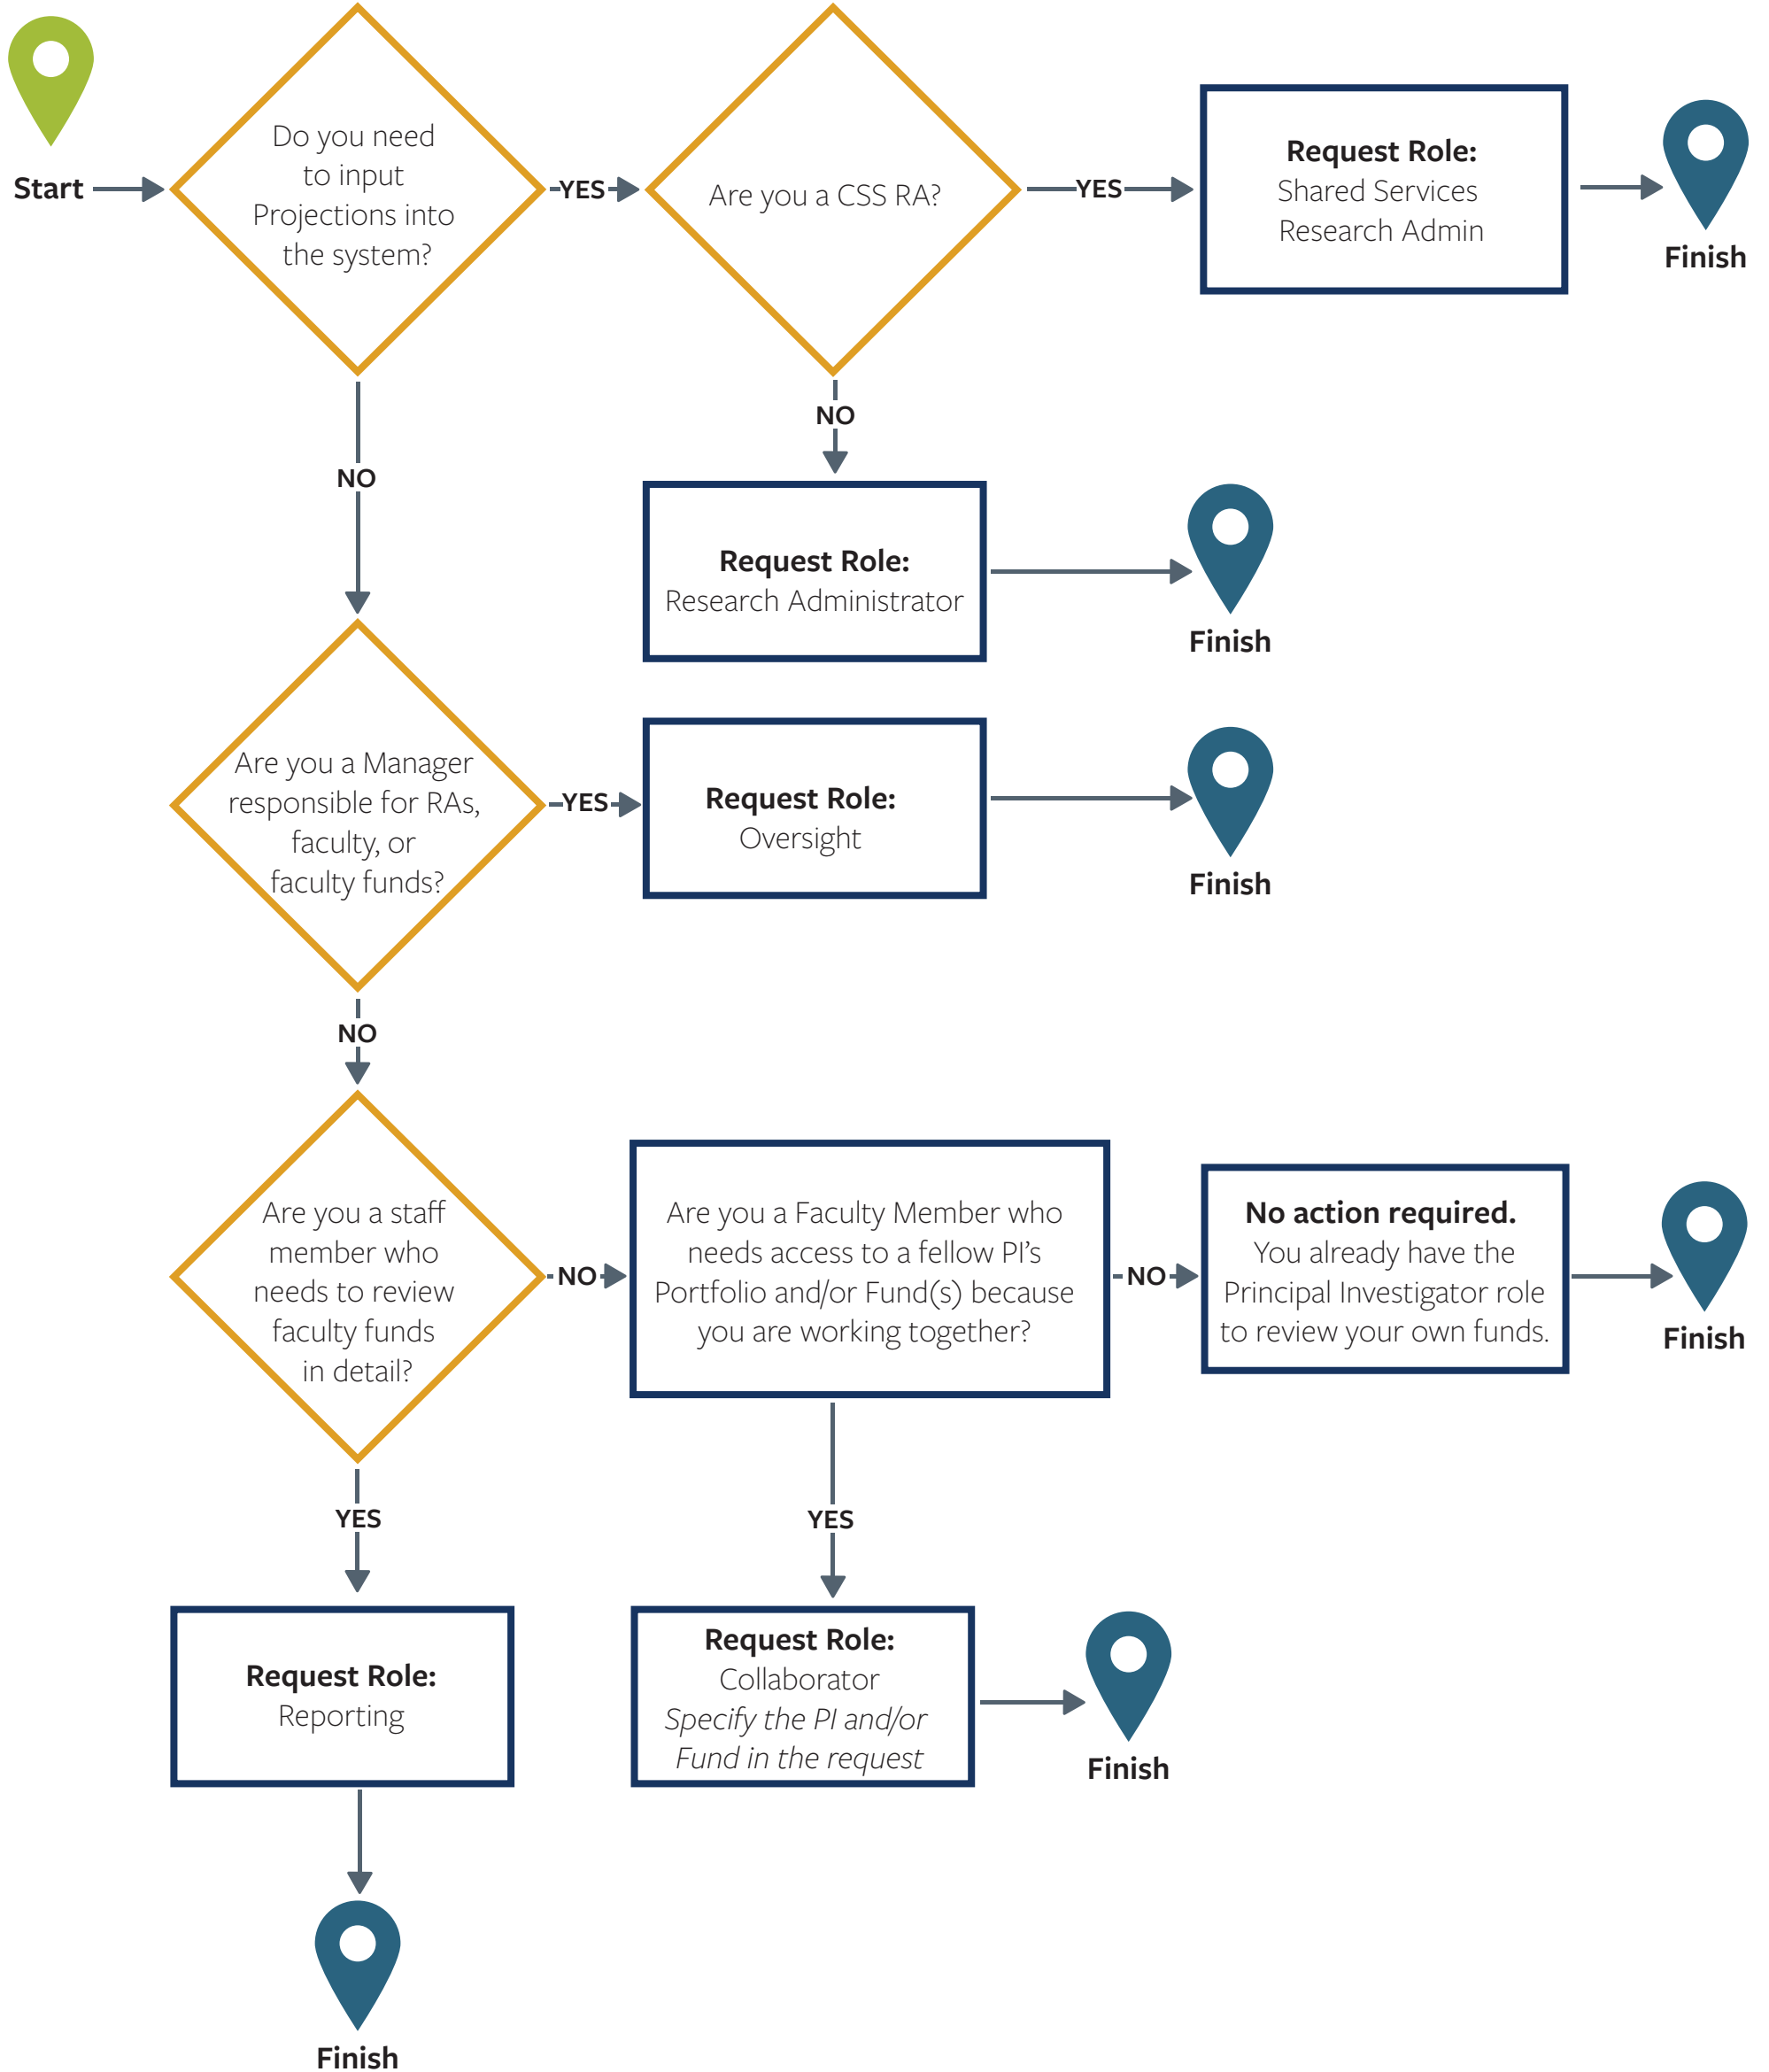 Start
Do you need
to input
Projections into
the system?
YES
Are you a CSS RA?
YES
Request Role:
Shared Services
Research Admin
Finish
NO
NO
Request Role:
Research Administrator
Finish
Are you a Manager
responsible for RAs,
faculty, or
faculty funds?
YES
Request Role:
Oversight
Finish
NO
Are you a staff
member who
needs to review
faculty funds
in detail?
NO
Are you a Faculty Member who
needs access to a fellow PI’s
Portfolio and/or Fund(s) because
you are working together?
NO
No action required.
You already have the
Principal Investigator role
to review your own funds.
Finish
YES
YES
Request Role:
Reporting
Request Role:
Collaborator
Specify the PI and/or
Fund in the request
Finish
Finish